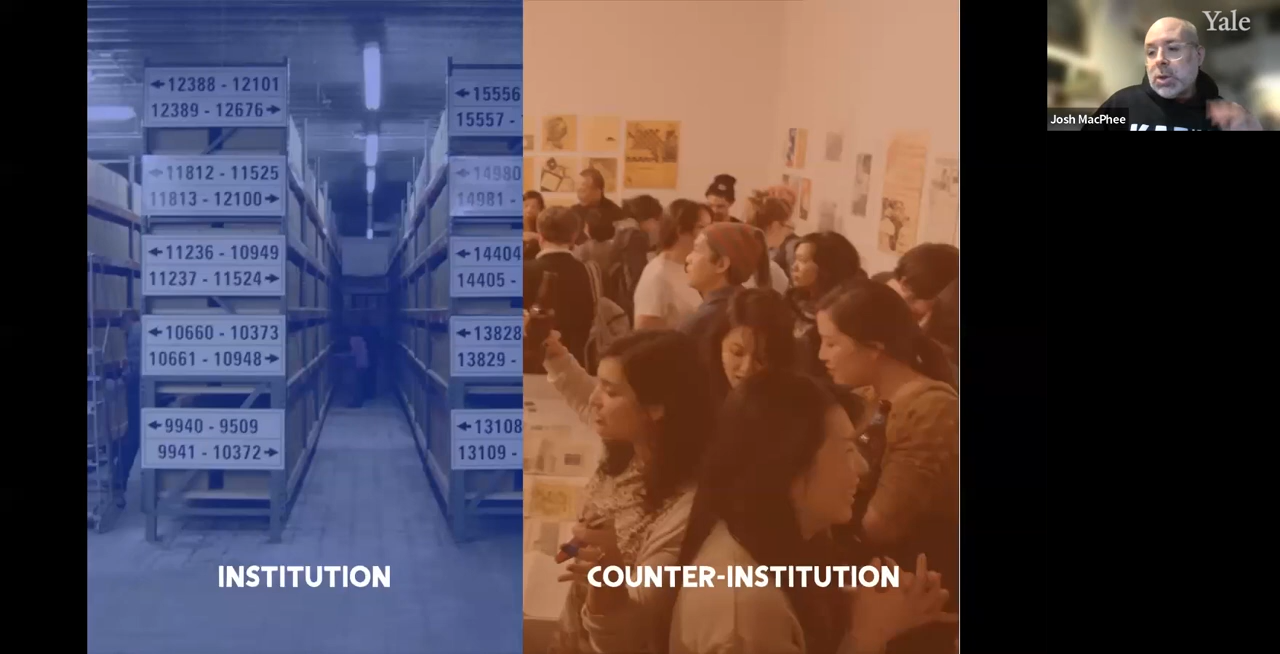 ←12388 - 12101
12389 - 12676→
←11812 - 11525
11813 - 12100→
←11236 - 10949
11237 - 11524→
←10660 - 10373
10661 - 10948→
←9940 - 9509
9941 - 10372→
←15556
15557 -
←14980
14981 -
←14404
14405 -
←13828
13829 -
←13108
13109 -
INSTITUTION
COUNTER-INSTITUTION
Yale
Josh MacPhee